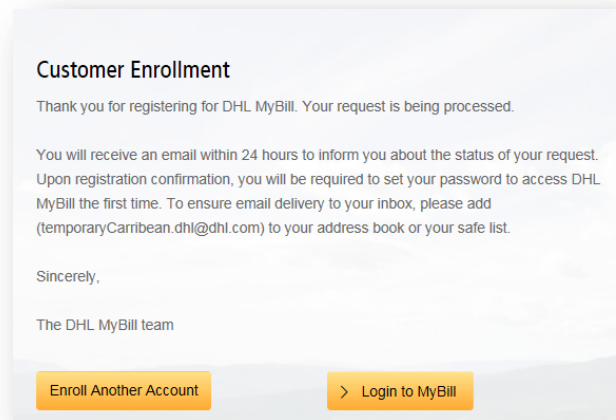 Customer Enrollment
Thank you for registering for DHL MyBill. Your request is being processed.
You will receive an email within 24 hours to inform you about the status of your request.
Upon registration confirmation, you will be required to set your password to access DHL
MyBill the first time. To ensure email delivery to your inbox, please add
(temporaryCarribean.dhl@dhl.com) to your address book or your safe list.
Sincerely,
The DHL MyBill team
Enroll Another Account
Login to MyBill